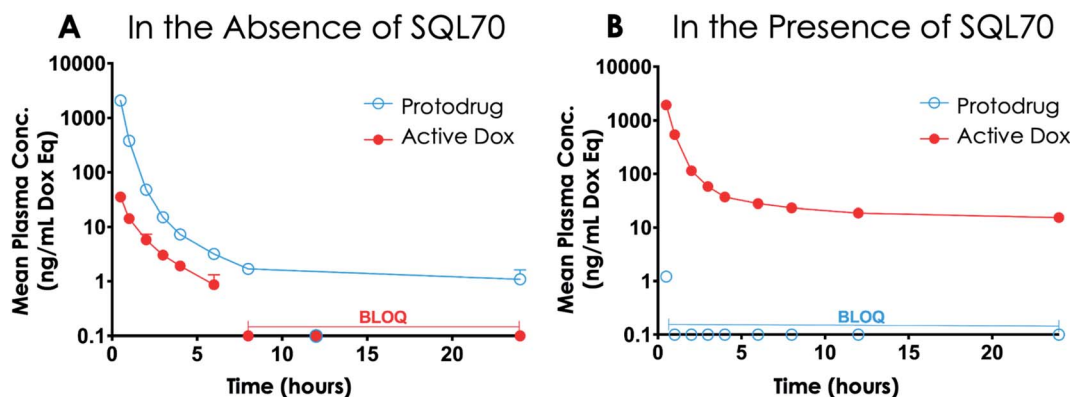 A In the Absence of SQL70
Mean Plasma Conc.
(ng/mL Dox Eq)
10000
1000
100
10
1
0.1
Protodrug
Active Dox
BLOQ
0 5 10 15 20
Time (hours)
B In the Presence of SQL70
Mean Plasma Conc.
(ng/mL Dox Eq)
10000
1000
100
10
1
0.1
Protodrug
Active Dox
BLOQ
0 5 10 15 20
Time (hours)